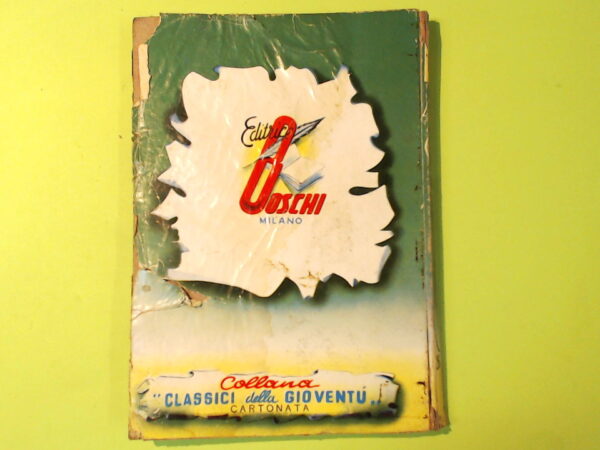 Editrice
BOSCHI
MILANO
Collana
"CLASSICI della GIOVENTÙ„
CARTONATA